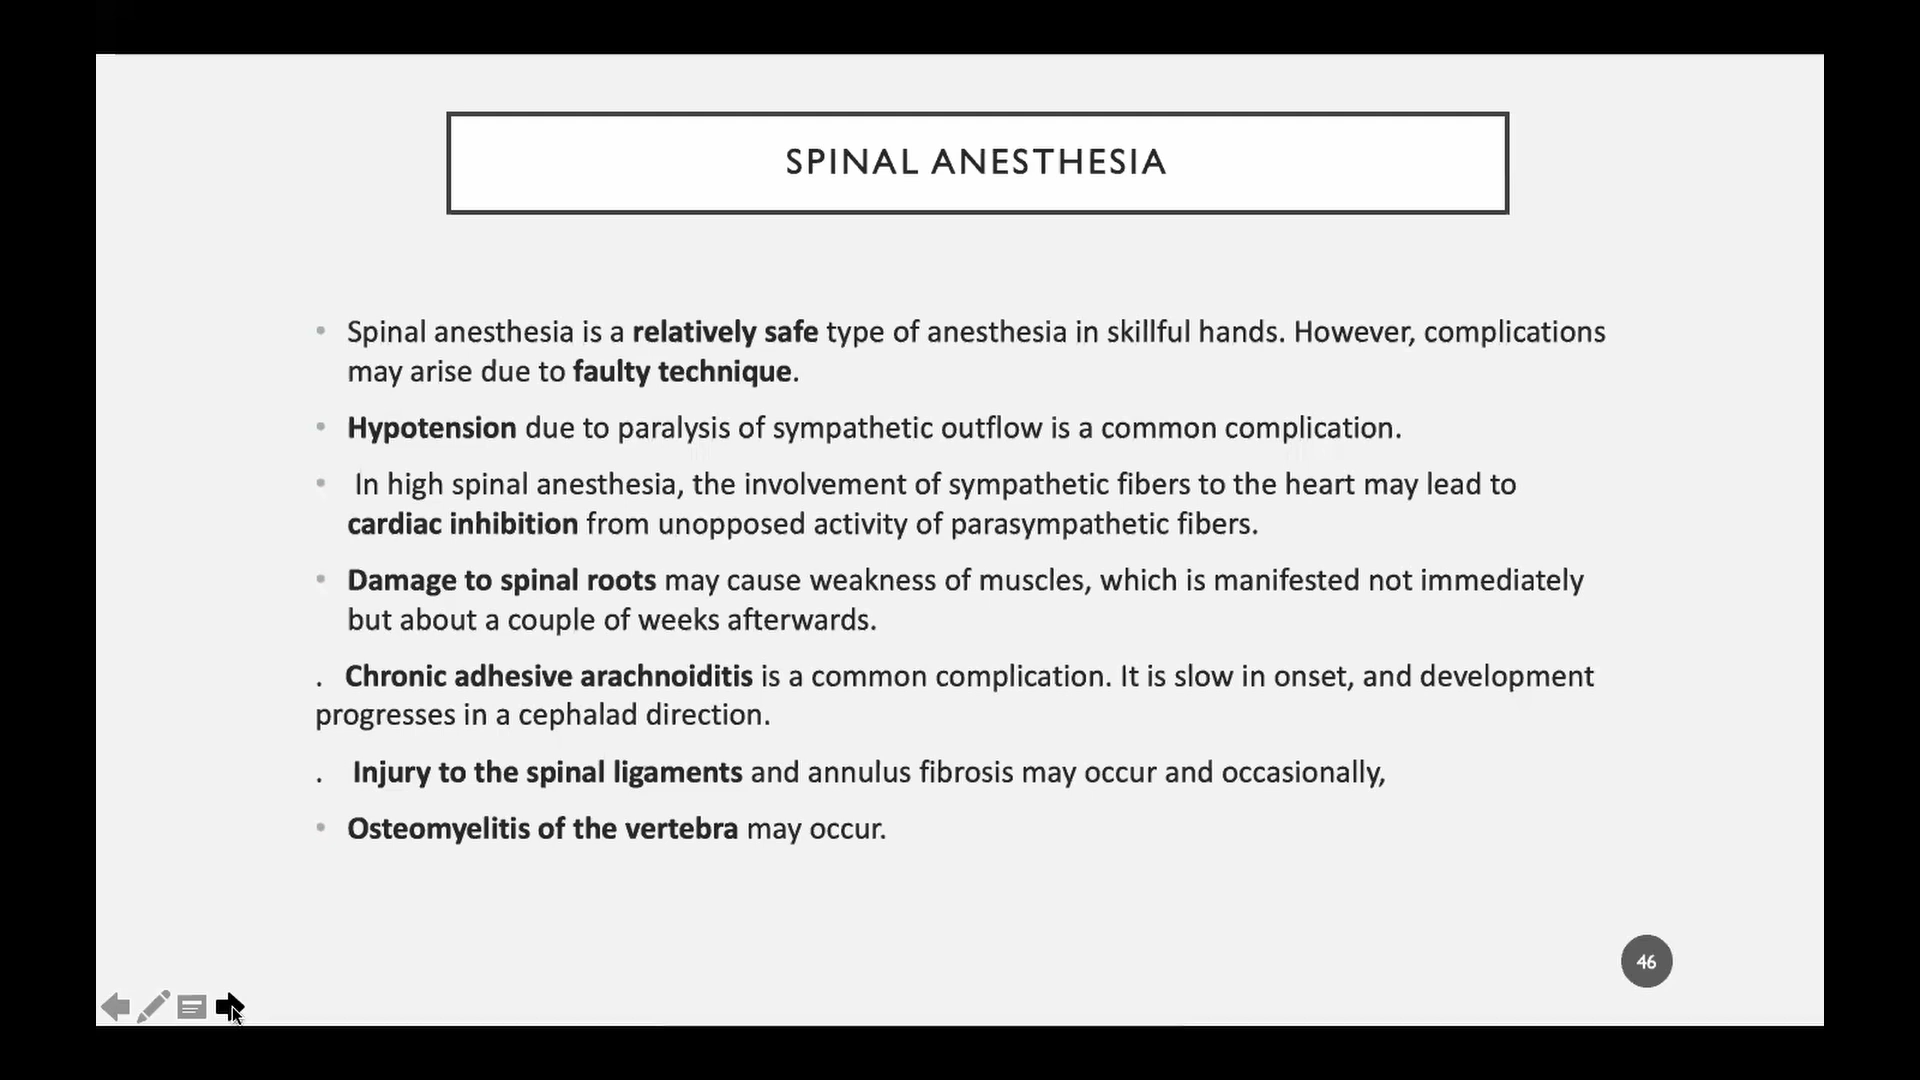 SPINAL ANESTHESIA
• Spinal anesthesia is a relatively safe type of anesthesia in skillful hands. However, complications
may arise due to faulty technique.
• Hypotension due to paralysis of sympathetic outflow is a common complication.
• In high spinal anesthesia, the involvement of sympathetic fibers to the heart may lead to
cardiac inhibition from unopposed activity of parasympathetic fibers.
• Damage to spinal roots may cause weakness of muscles, which is manifested not immediately
but about a couple of weeks afterwards.
. Chronic adhesive arachnoiditis is a common complication. It is slow in onset, and development
progresses in a cephalad direction.
. Injury to the spinal ligaments and annulus fibrosis may occur and occasionally,
• Osteomyelitis of the vertebra may occur.
46